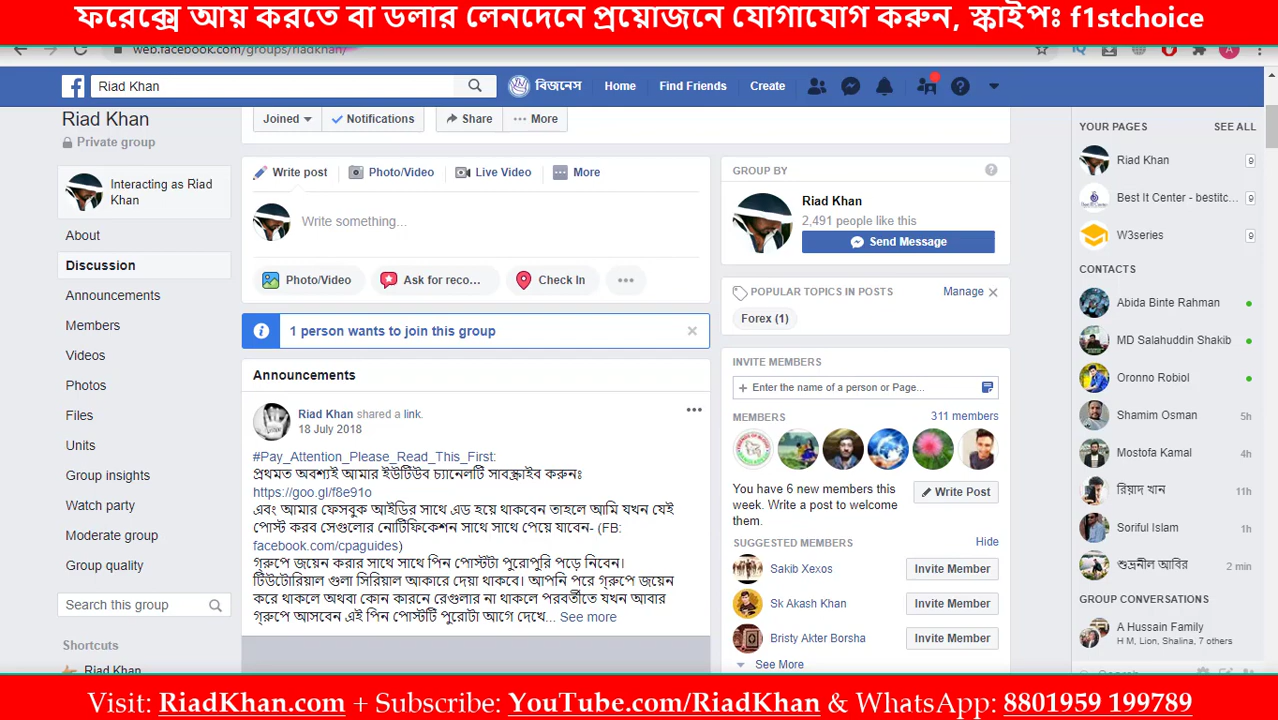 ফরেক্সে আয় করতে বা ডলার লেনদেনে প্রয়োজনে যোগাযোগ করুন, স্কাইপঃ f1stchoice
web.facebook.com/groups/riadkhan/
Riad Khan
বিজনেস Home Find Friends Create
Riad Khan
Private group
Interacting as Riad Khan
About
Discussion
Announcements
Members
Videos
Photos
Files
Units
Group insights
Watch party
Moderate group
Group quality
Search this group
Shortcuts
Riad Khan
Joined Notifications Share More
Write post Photo/Video Live Video More
Write something...
Photo/Video Ask for reco... Check In
1 person wants to join this group
Announcements
Riad Khan shared a link.
18 July 2018
#Pay_Attention_Please_Read_This_First:
প্রথমত অবশ্যই আমার ইউটিউব চ্যানেলটি সাবস্ক্রাইব করুনঃ
https://goo.gl/f8e91o
এবং আমার ফেসবুক আইডির সাথে এড হয়ে থাকবেন তাহলে আমি যখন যেই
পোস্ট করব সেগুলোর নোটিফিকেশন সাথে সাথে পেয়ে যাবেন- (FB:
facebook.com/cpaguides)
গ্রুপে জয়েন করার সাথে সাথে পিন পোস্টটা পুরোপুরি পড়ে নিবেন।
টিউটোরিয়াল গুলা সিরিয়াল আকারে দেয়া থাকবে। আপনি পরে গ্রুপে জয়েন
করে থাকলে অথবা কোন কারনে রেগুলার না থাকলে পরবর্তীতে যখন আবার
গ্রুপে আসবেন এই পিন পোস্টটি পুরোটা আগে দেখে... See more
GROUP BY
Riad Khan
2,491 people like this
Send Message
POPULAR TOPICS IN POSTS Manage
Forex (1)
INVITE MEMBERS
+ Enter the name of a person or Page...
MEMBERS 311 members
You have 6 new members this
week. Write a post to welcome
them.
Write Post
SUGGESTED MEMBERS Hide
Sakib Xexos Invite Member
Sk Akash Khan Invite Member
Bristy Akter Borsha Invite Member
See More
YOUR PAGES SEE ALL
Riad Khan 9
Best It Center - bestitc... 9
W3series 9
CONTACTS
Abida Binte Rahman
MD Salahuddin Shakib
Oronno Robiol
Shamim Osman 5h
Mostofa Kamal 4h
রিয়াদ খান 11h
Soriful Islam 1h
শুভ্রনীল আবির 2 min
GROUP CONVERSATIONS
A Hussain Family
H M, Lion, Shalina, 7 others
Search
Visit: RiadKhan.com + Subscribe: YouTube.com/RiadKhan & WhatsApp: 8801959 199789